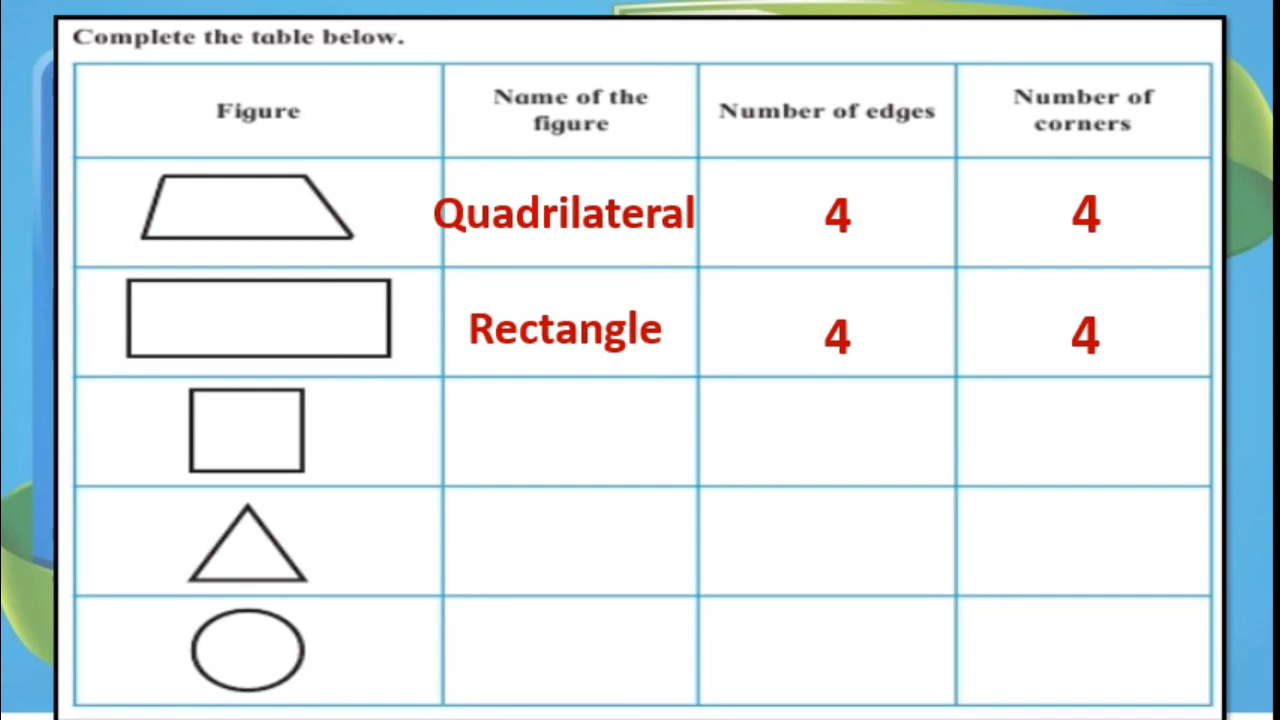 Complete the table below.
Figure
Name of the
figure
Number of edges
Number of
corners
Quadrilateral
4
4
Rectangle
4
4